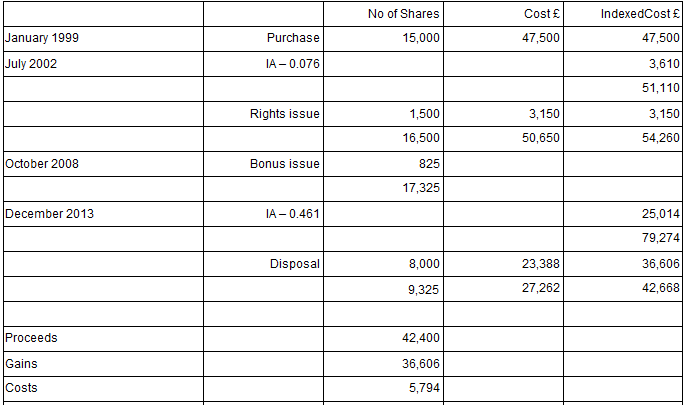 No of Shares Cost £ IndexedCost £
January 1999 Purchase 15,000 47,500 47,500
July 2002 IA – 0.076 3,610
51,110
Rights issue 1,500 3,150 3,150
16,500 50,650 54,260
October 2008 Bonus issue 825
17,325
December 2013 IA – 0.461 25,014
79,274
Disposal 8,000 23,388 36,606
9,325 27,262 42,668
Proceeds 42,400
Gains 36,606
Costs 5,794